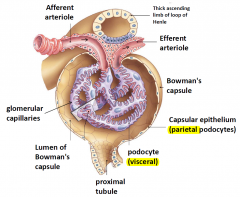 Afferent
arteriole
Thick ascending
limb of loop of
Henle
Efferent
arteriole
Bowman's
capsule
glomerular
capillaries
Capsular epithelium
(parietal podocytes)
Lumen of
Bowman's
capsule
podocyte
(visceral)
proximal
tubule